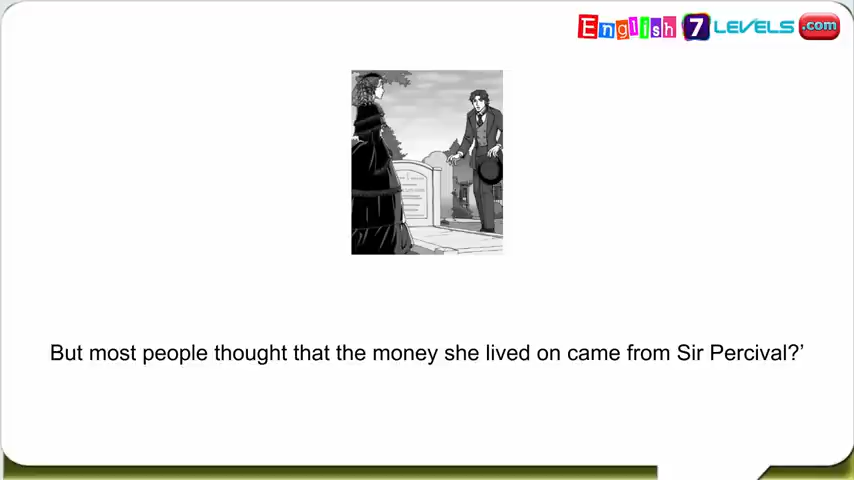 English 7 LEVELS .com
But most people thought that the money she lived on came from Sir Percival?’